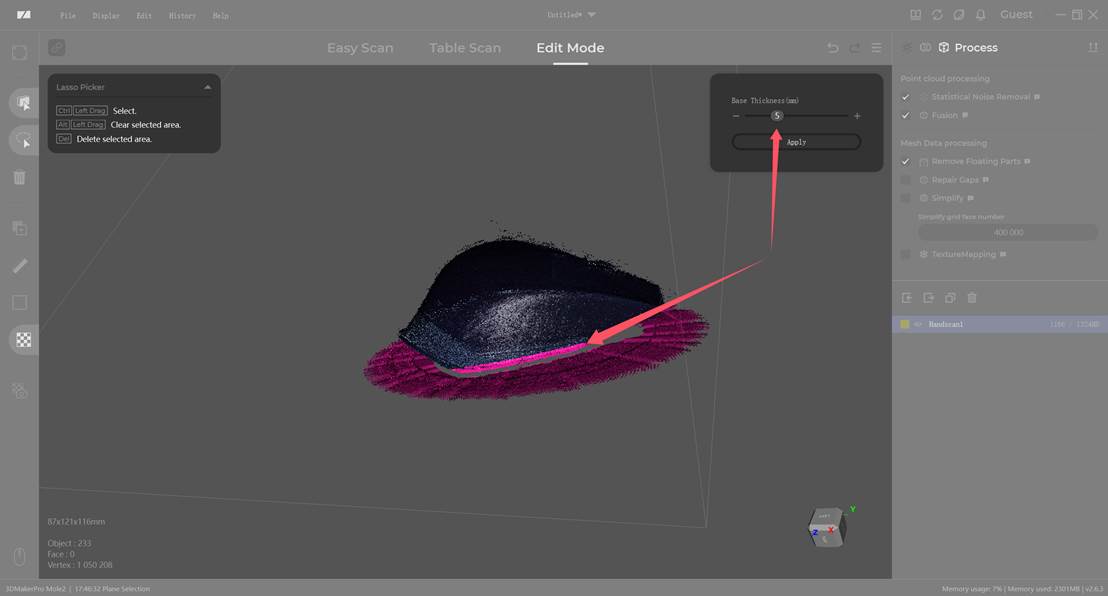 File Display Edit History Help
Untitled*
Guest
Easy Scan Table Scan Edit Mode
Process
Lasso Picker
Ctrl Left Drag Select.
Alt Left Drag Clear selected area.
Del Delete selected area.
Base Thickness(mm)
− 5 +
Apply
Point cloud processing
Statistical Noise Removal
Fusion
Mesh Data processing
Remove Floating Parts
Repair Gaps
Simplify
Simplify grid face number
400 000
TextureMapping
Handscan1
87x121x116mm
Object : 233
Face : 0
Vertex : 1 050 208
Y
Z
X
3DMakerPro Mole2 | 17:46:32 Plane Selection
Memory usage: 7% | Memory used: 2301MB | v2.6.3